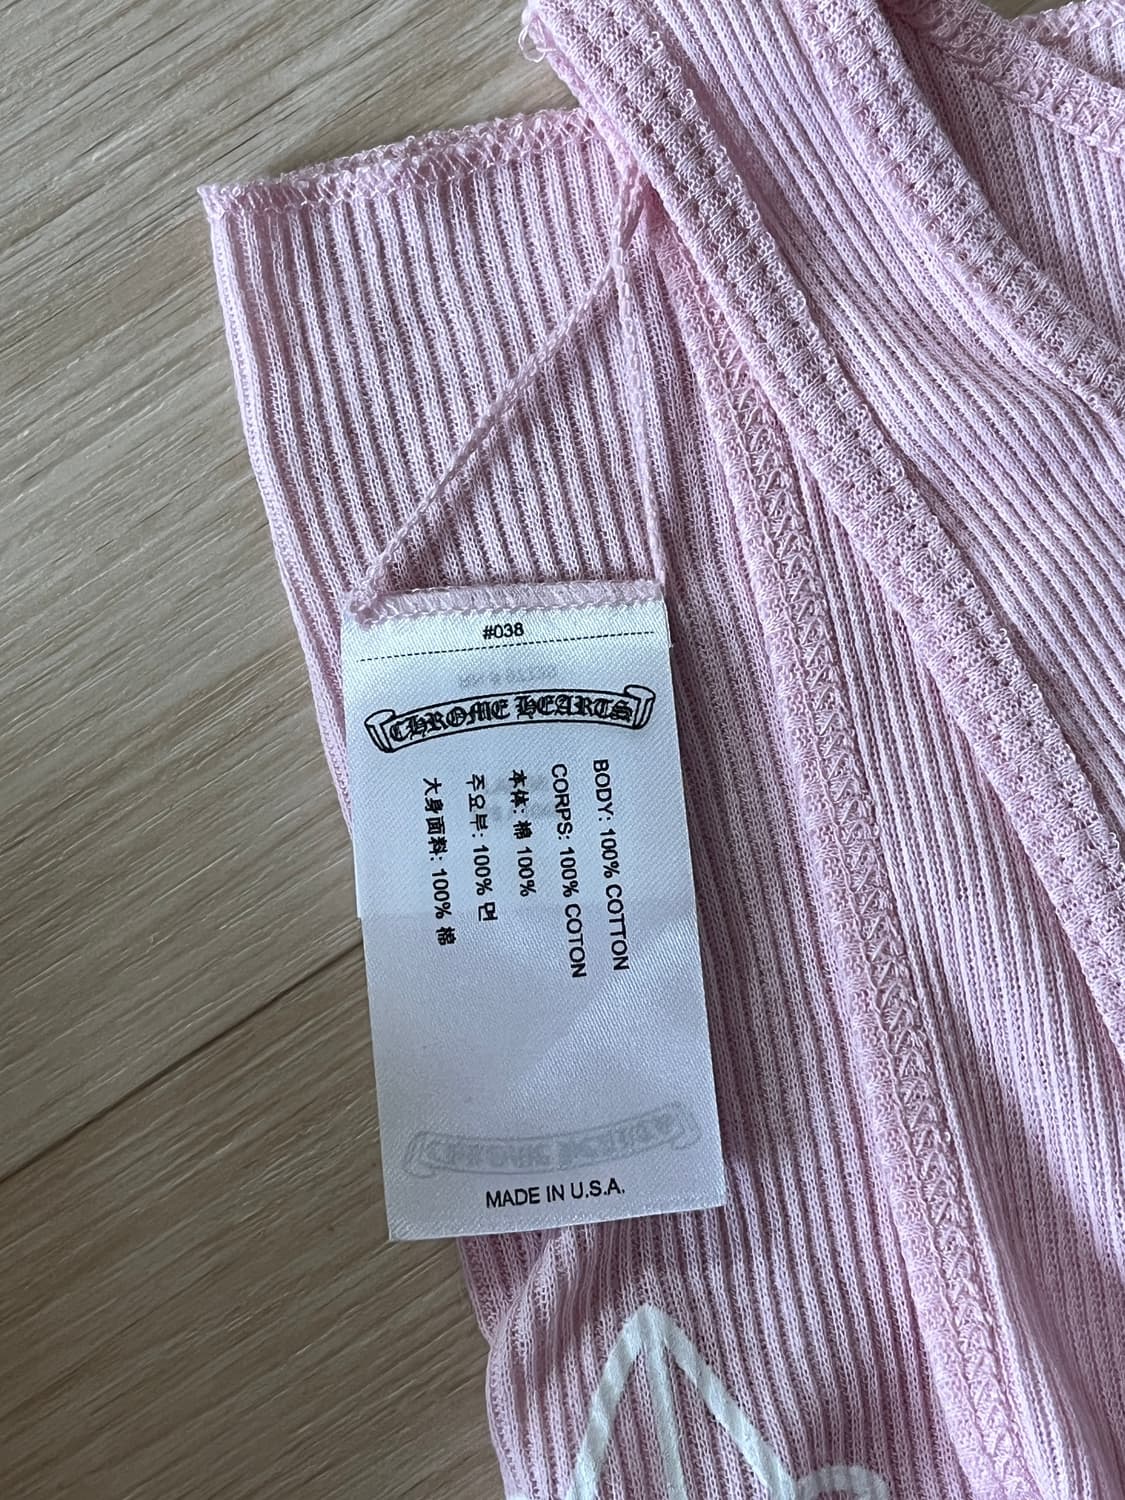 #038
CHROME HEARTS
BODY: 100% COTTON
CORPS: 100% COTON
本体: 棉 100%
주요부: 100% 면
大身面料: 100% 棉
MADE IN U.S.A.